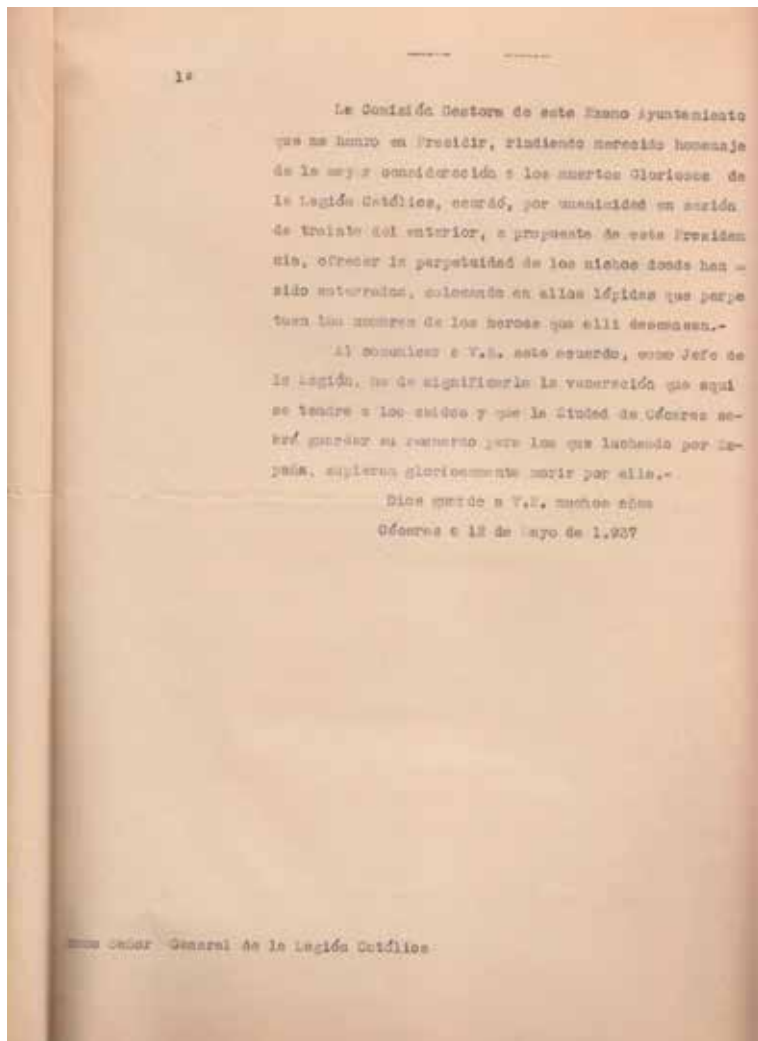 1º
La Comisión Gestora de este Excmo Ayuntamiento
que me honro en Presidir, rindiendo merecido homenaje
de la mayor consideración a los muertos Gloriosos de
la Legión Católica, acordó, por unanimidad en sesión
de treinta del anterior, a propuesta de esta Presiden
cia, ofrecer la perpetuidad de los nichos donde han -
sido enterrados, colocando en ellos lápidas que perpe
tuen los nombres de los heroes que alli descansan.-
Al comunicar a V.E. este acuerdo, como Jefe de
la Legión, he de significarle la veneración que aqui
se tendra a los caidos y que la Ciudad de Cáceres sa-
brá guardar su recuerdo para los que luchando por Es-
paña, supieron gloriosamente morir por ella.-
Dios guarde a V.E. muchos años
Cáceres a 12 de Mayo de 1.937
Excmo Señor General de la Legión Católica